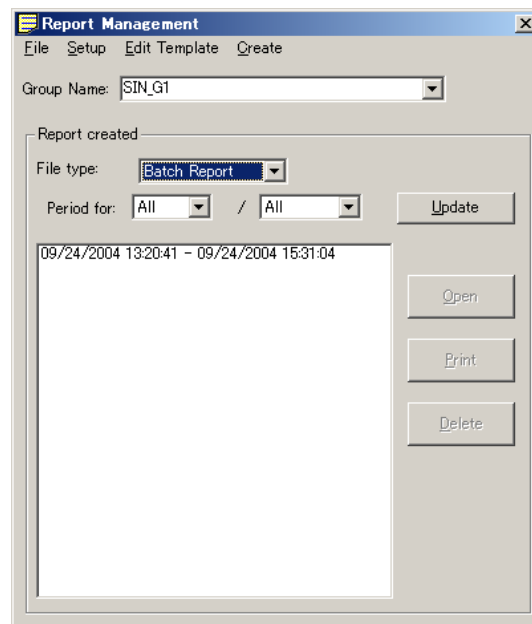 Report Management
File Setup Edit Template Create
Group Name: SIN_G1
Report created
File type: Batch Report
Period for: All / All Update
09/24/2004 13:20:41 - 09/24/2004 15:31:04
Open
Print
Delete